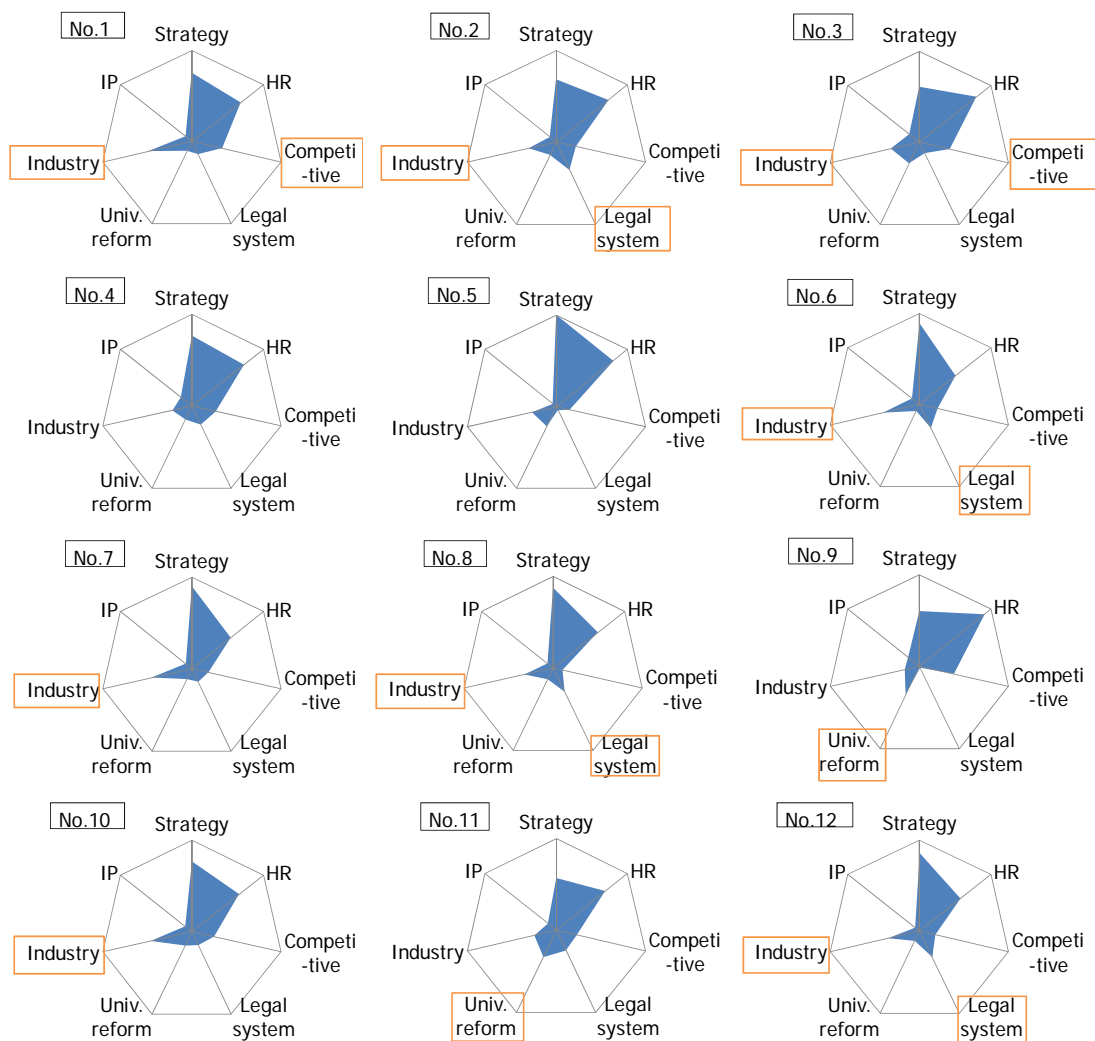 No.1
Strategy
IP
HR
Industry
Competi
-tive
Univ.
reform
Legal
system
No.2
Strategy
IP
HR
Industry
Competi
-tive
Univ.
reform
Legal
system
No.3
Strategy
IP
HR
Industry
Competi
-tive
Univ.
reform
Legal
system
No.4
Strategy
IP
HR
Industry
Competi
-tive
Univ.
reform
Legal
system
No.5
Strategy
IP
HR
Industry
Competi
-tive
Univ.
reform
Legal
system
No.6
Strategy
IP
HR
Industry
Competi
-tive
Univ.
reform
Legal
system
No.7
Strategy
IP
HR
Industry
Competi
-tive
Univ.
reform
Legal
system
No.8
Strategy
IP
HR
Industry
Competi
-tive
Univ.
reform
Legal
system
No.9
Strategy
IP
HR
Industry
Competi
-tive
Univ.
reform
Legal
system
No.10
Strategy
IP
HR
Industry
Competi
-tive
Univ.
reform
Legal
system
No.11
Strategy
IP
HR
Industry
Competi
-tive
Univ.
reform
Legal
system
No.12
Strategy
IP
HR
Industry
Competi
-tive
Univ.
reform
Legal
system